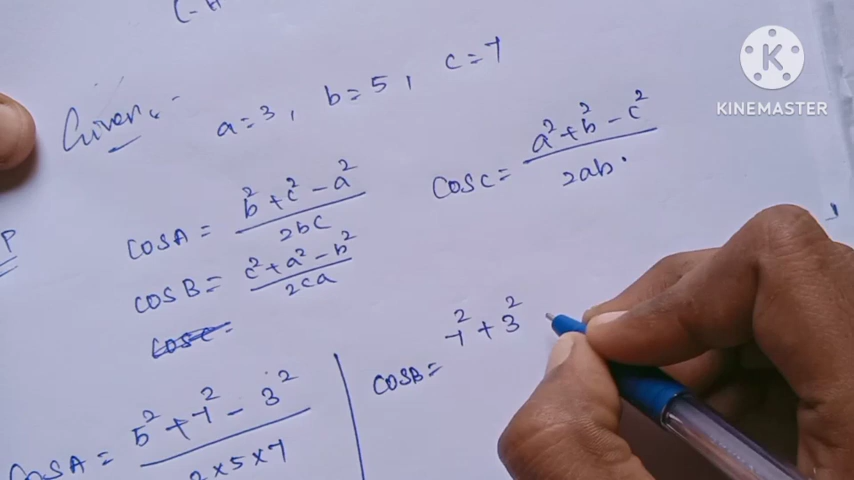 Given,
a=3, b=5, c=7
cosA = b²+c²-a² / 2bc
cosC = a²+b²-c² / 2ab.
cosB = c²+a²-b² / 2ca
cosc =
cosB = 7²+3²
cosA = 5²+7²-3² / 2×5×7
KINEMASTER